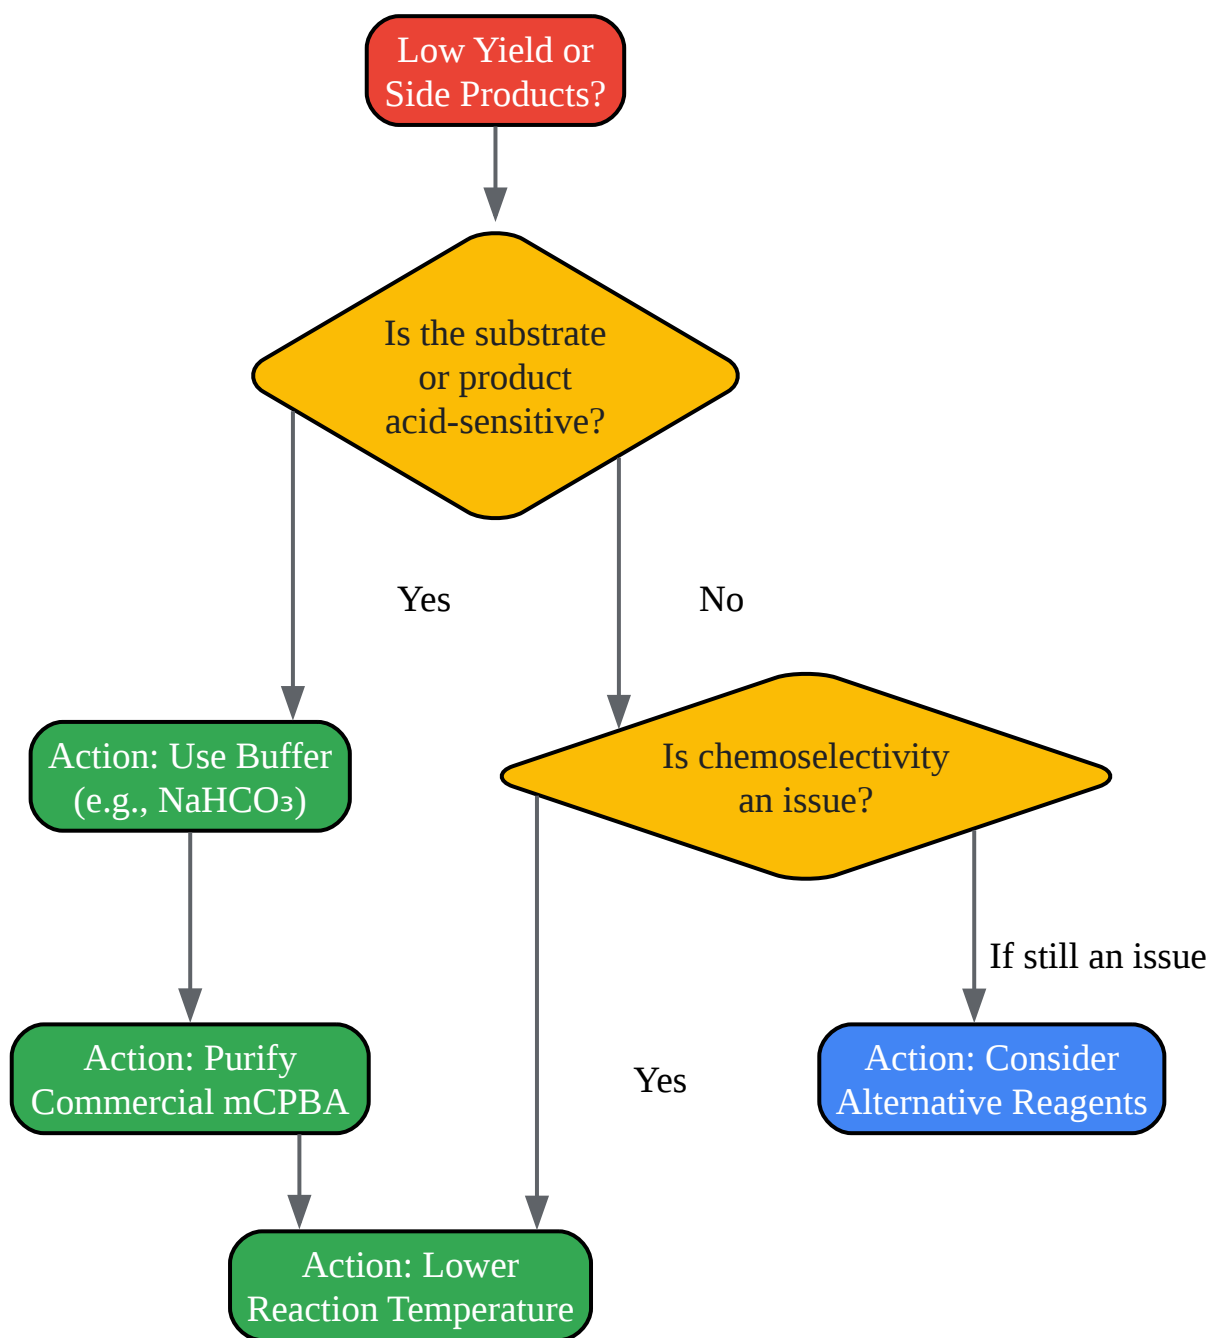 Low Yield or
Side Products?
Is the substrate
or product
acid-sensitive?
Yes
No
Action: Use Buffer
(e.g., NaHCO₃)
Is chemoselectivity
an issue?
If still an issue
Action: Purify
Commercial mCPBA
Yes
Action: Consider
Alternative Reagents
Action: Lower
Reaction Temperature